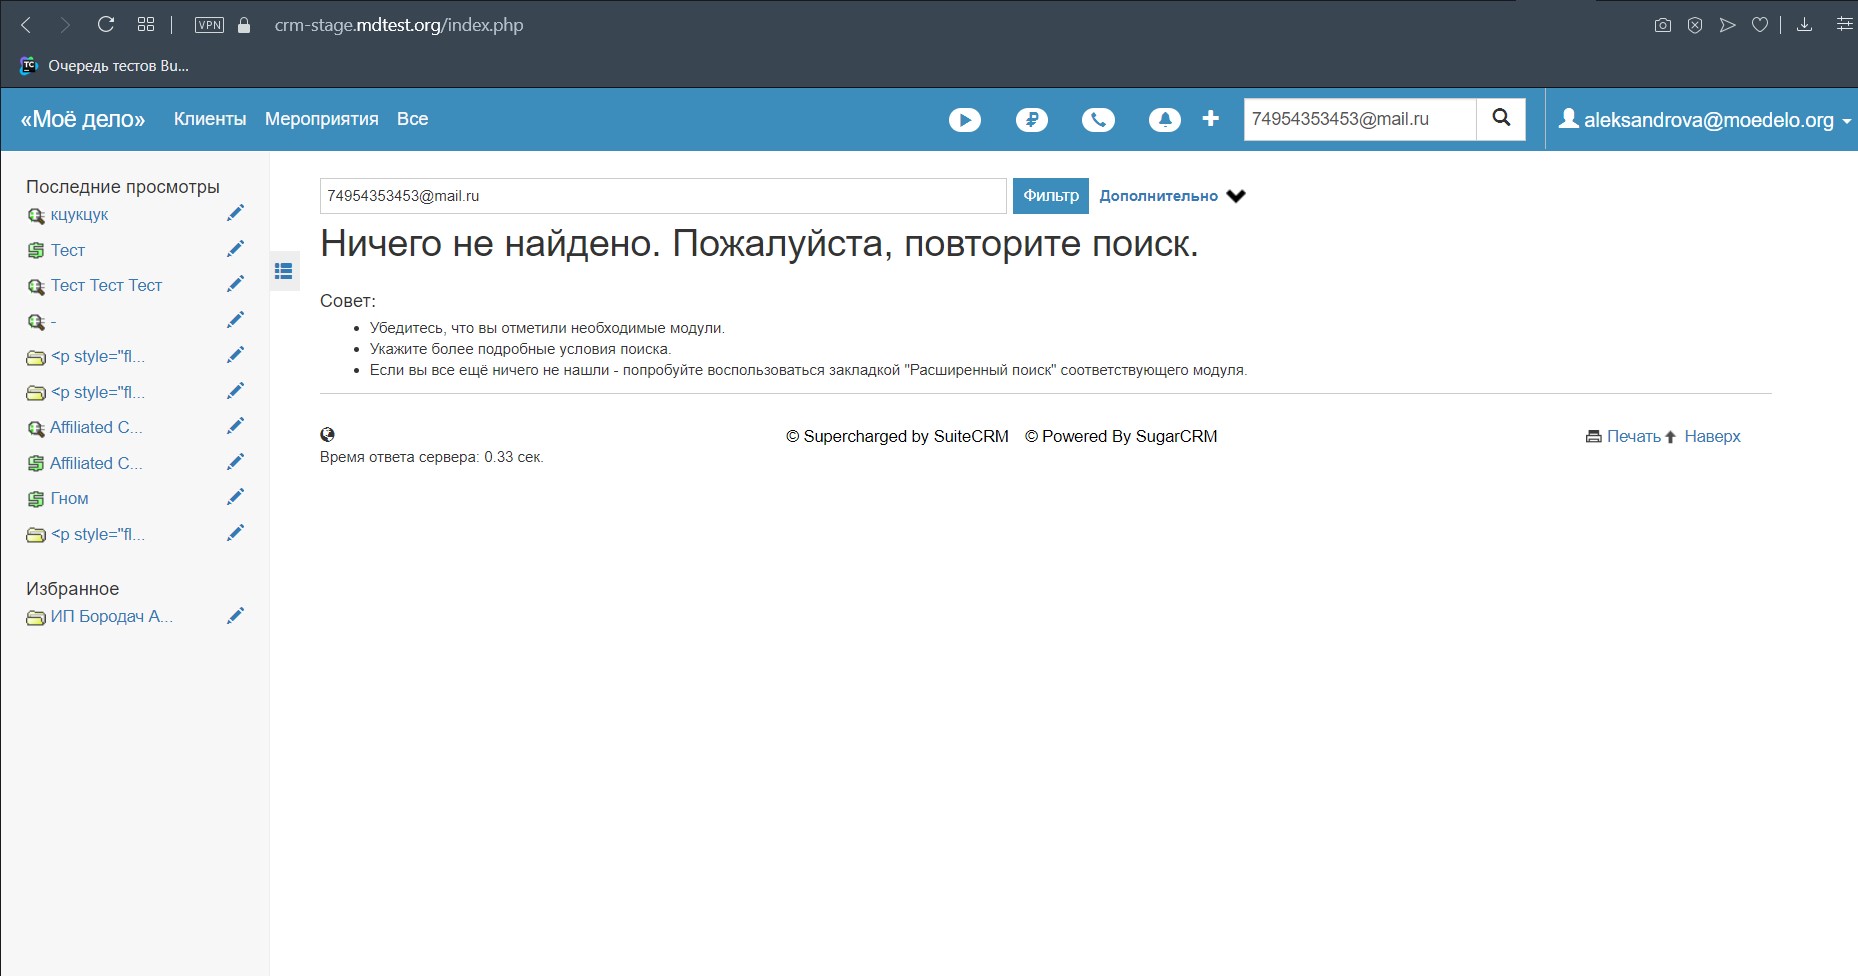 VPN crm-stage.mdtest.org/index.php
TC Очередь тестов Bu...
«Моё дело» Клиенты Мероприятия Все 74954353453@mail.ru aleksandrova@moedelo.org
Последние просмотры
кцукцук
Тест
Тест Тест Тест
-
<p style="fl...
<p style="fl...
Affiliated C...
Affiliated C...
Гном
<p style="fl...
Избранное
ИП Бородач А...
74954353453@mail.ru Фильтр Дополнительно
Ничего не найдено. Пожалуйста, повторите поиск.
Совет:
• Убедитесь, что вы отметили необходимые модули.
• Укажите более подробные условия поиска.
• Если вы все ещё ничего не нашли - попробуйте воспользоваться закладкой "Расширенный поиск" соответствующего модуля.
© Supercharged by SuiteCRM © Powered By SugarCRM Печать Наверх
Время ответа сервера: 0.33 сек.